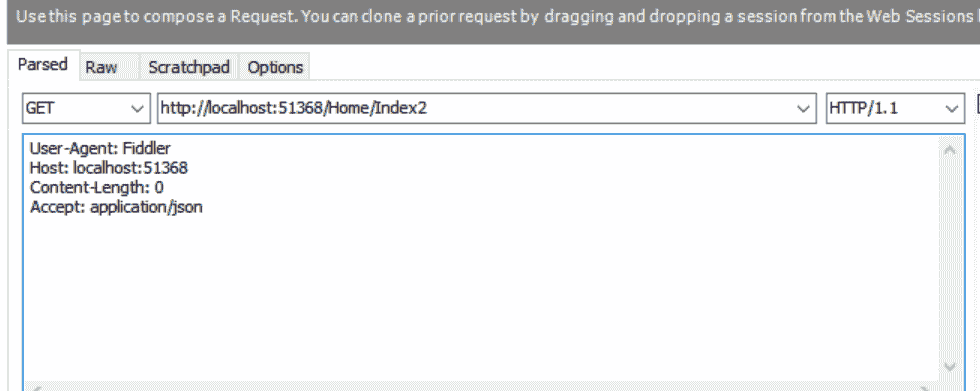 Use this page to compose a Request. You can clone a prior request by dragging and dropping a session from the Web Sessions
Parsed Raw Scratchpad Options
GET http://localhost:51368/Home/Index2 HTTP/1.1
User-Agent: Fiddler
Host: localhost:51368
Content-Length: 0
Accept: application/json